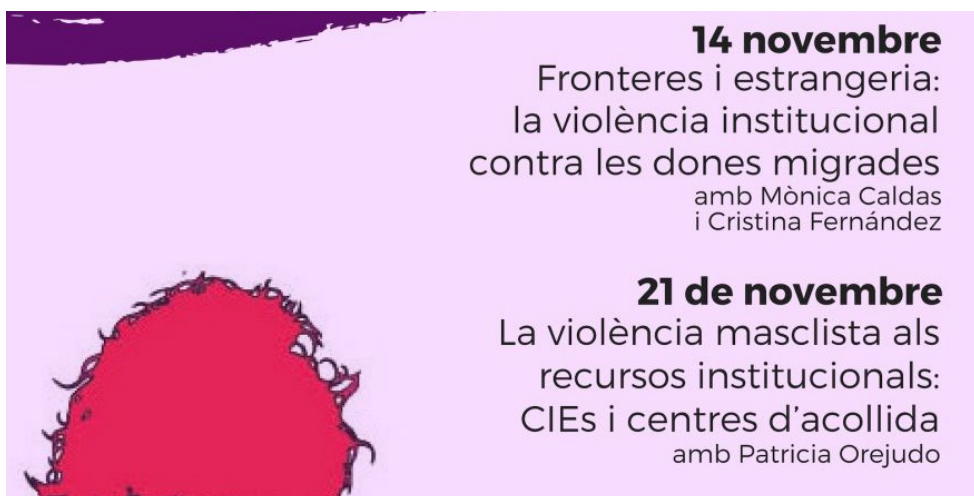 14 novembre
Fronteres i estrangeria:
la violència institucional
contra les dones migrades
amb Mònica Caldas
i Cristina Fernández
21 de novembre
La violència masclista als
recursos institucionals:
CIEs i centres d'acollida
amb Patricia Orejudo